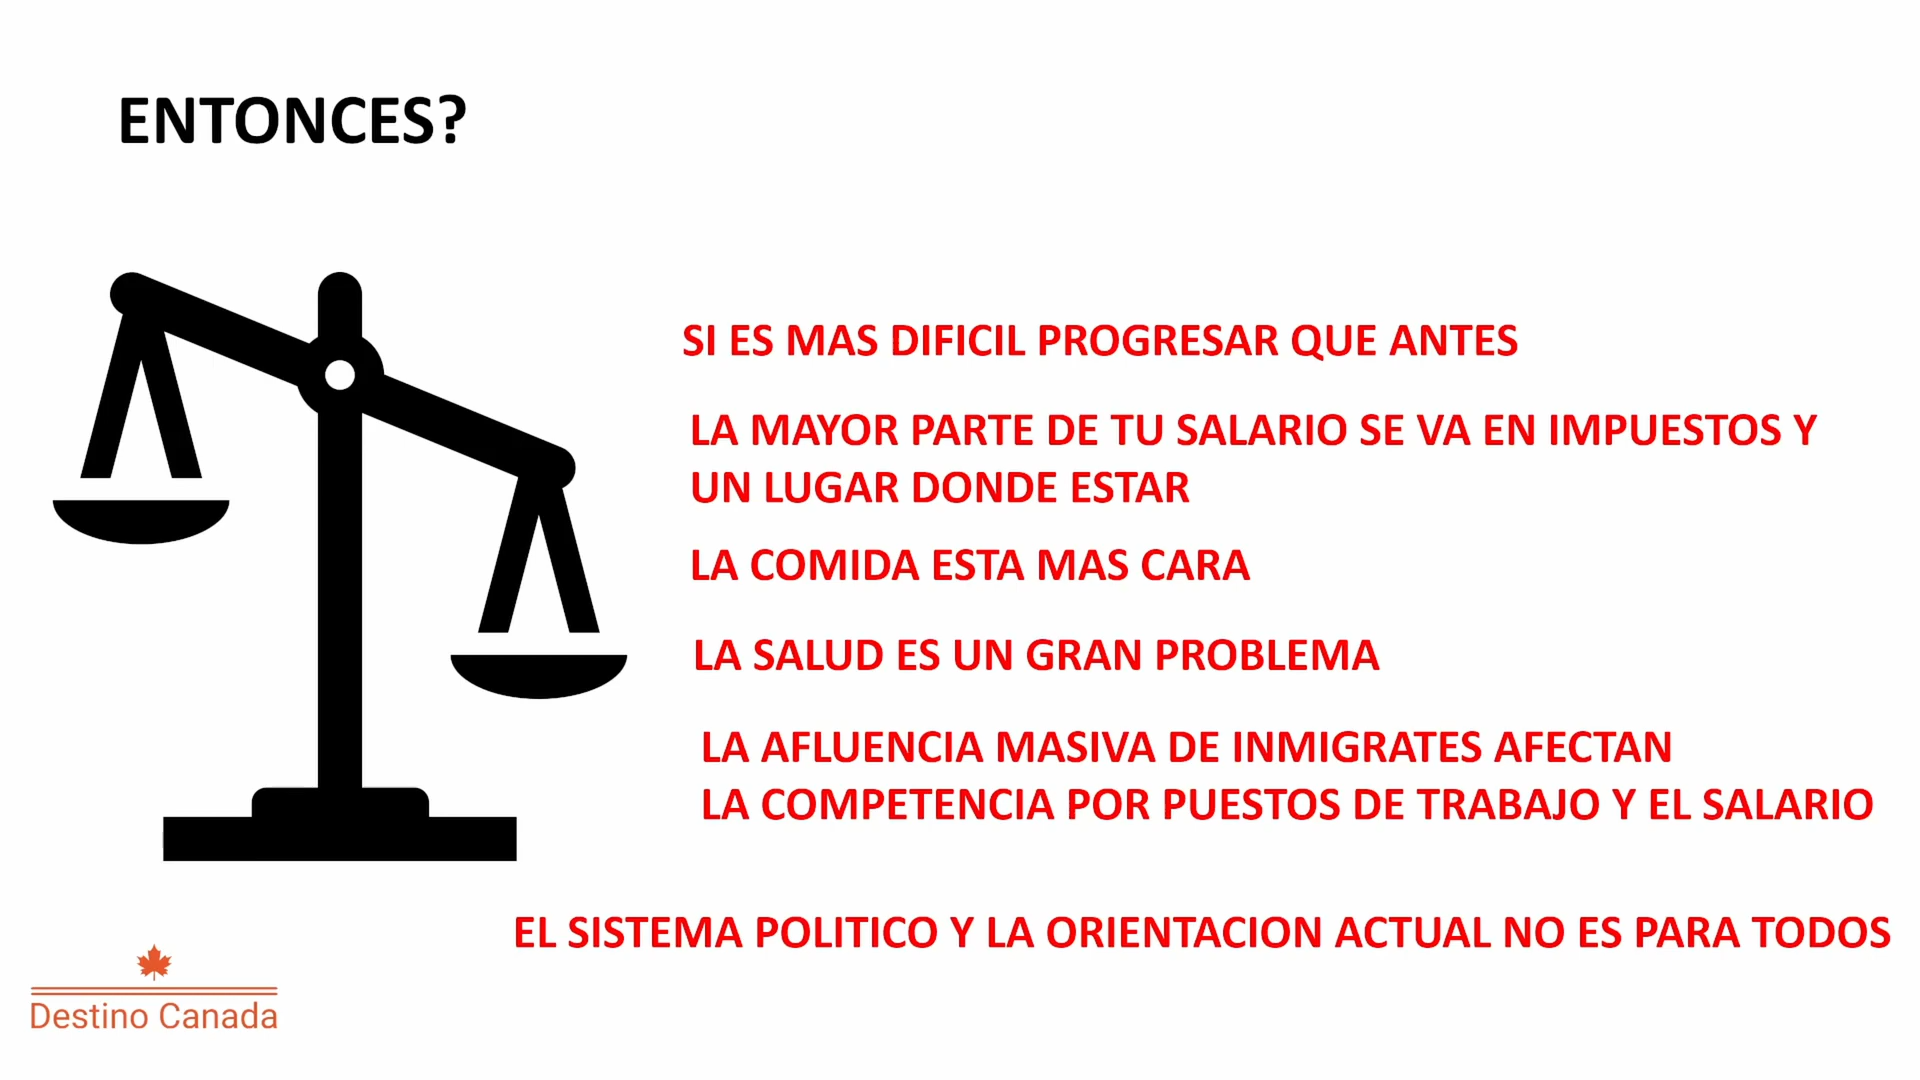 ENTONCES?
SI ES MAS DIFICIL PROGRESAR QUE ANTES
LA MAYOR PARTE DE TU SALARIO SE VA EN IMPUESTOS Y
UN LUGAR DONDE ESTAR
LA COMIDA ESTA MAS CARA
LA SALUD ES UN GRAN PROBLEMA
LA AFLUENCIA MASIVA DE INMIGRATES AFECTAN
LA COMPETENCIA POR PUESTOS DE TRABAJO Y EL SALARIO
EL SISTEMA POLITICO Y LA ORIENTACION ACTUAL NO ES PARA TODOS
Destino Canada